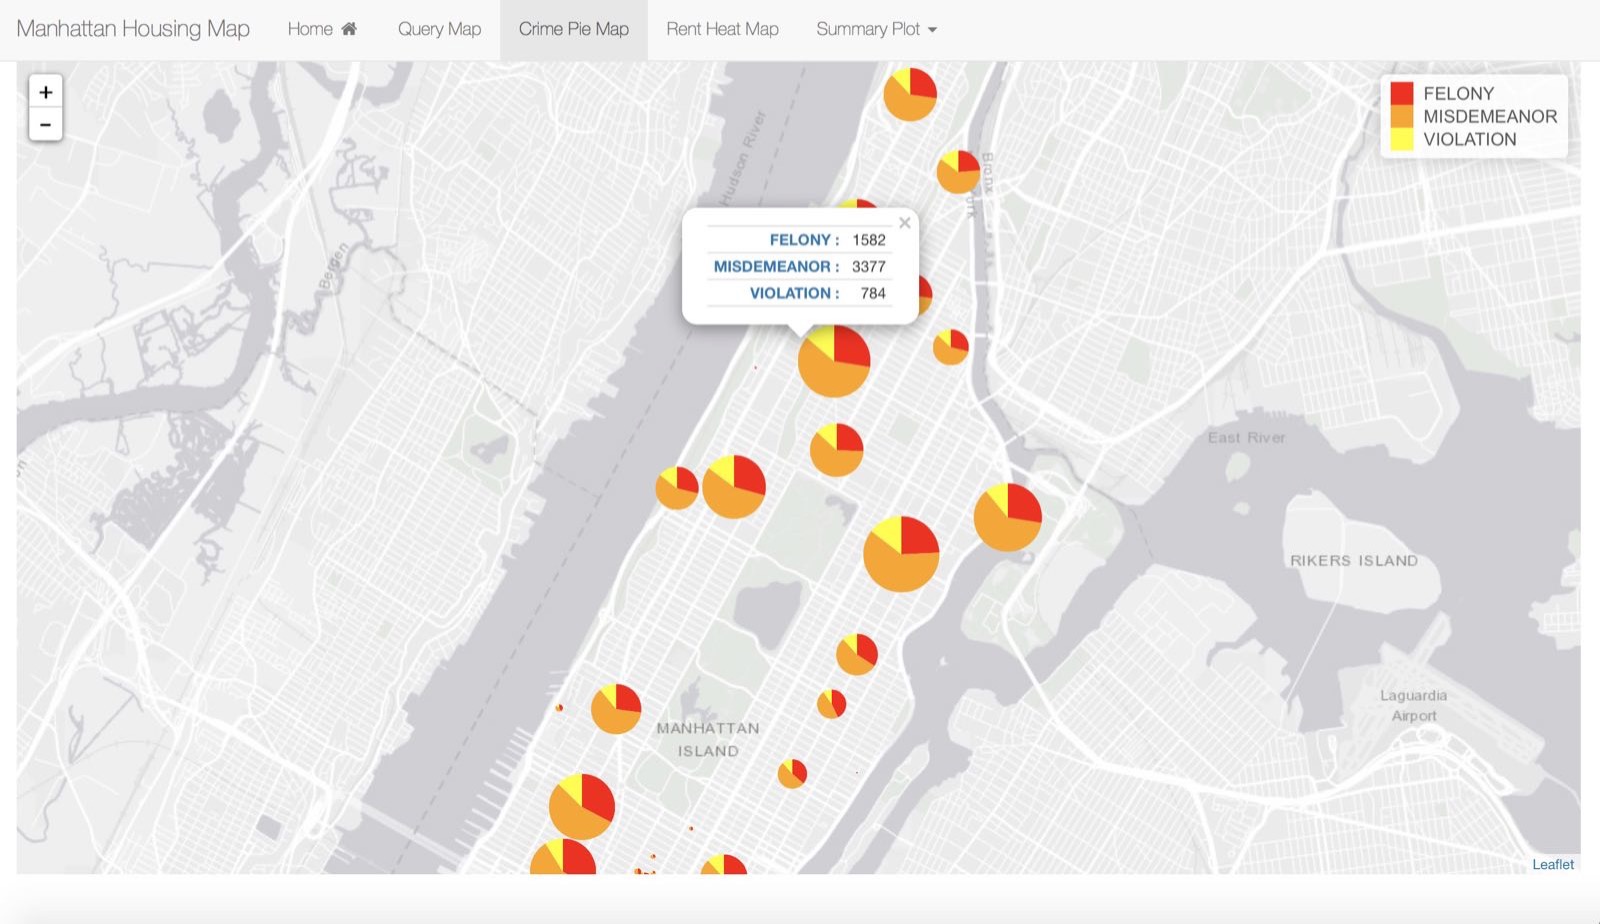 Manhattan Housing Map Home Query Map Crime Pie Map Rent Heat Map Summary Plot
+
−
FELONY
MISDEMEANOR
VIOLATION
Hudson River
Bronx
York
Bergen
×
FELONY : 1582
MISDEMEANOR : 3377
VIOLATION : 784
East River
RIKERS ISLAND
Laguardia
Airport
MANHATTAN
ISLAND
Leaflet